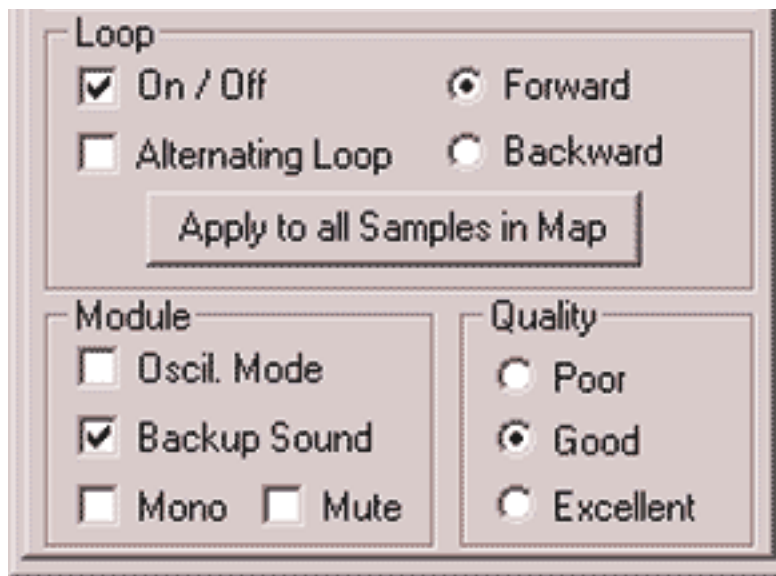 Loop
On / Off Forward
Alternating Loop Backward
Apply to all Samples in Map
Module Quality
Oscil. Mode Poor
Backup Sound Good
Mono Mute Excellent